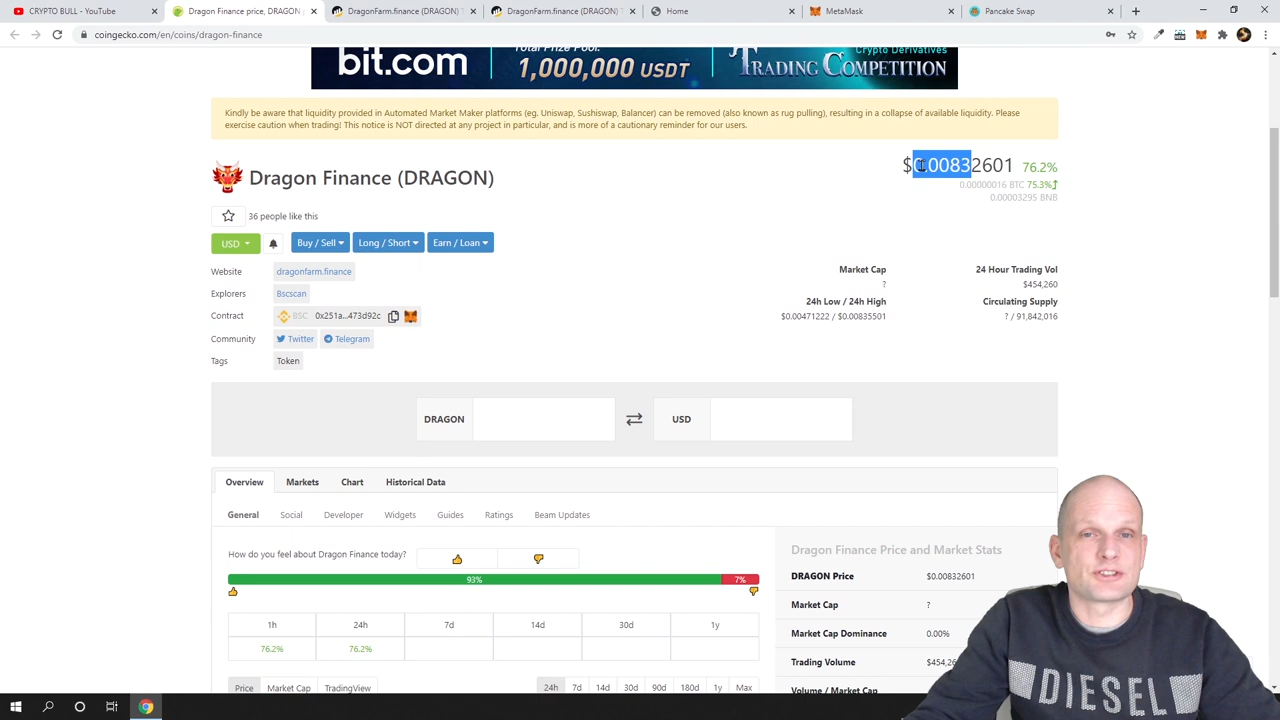 CRYPTO BULL - YouTube
Dragon Finance price, DRAGON
DragonFarm.finance (DRAGON) T
DragonFarm.finance (DRAGON) T
Home
MetaMask
Pancake Swap
coingecko.com/en/coins/dragon-finance
bit.com
Total Prize Pool:
1,000,000 USDT
Crypto Derivatives
TRADING COMPETITION
Kindly be aware that liquidity provided in Automated Market Maker platforms (eg. Uniswap, Sushiswap, Balancer) can be removed (also known as rug pulling), resulting in a collapse of available liquidity. Please
exercise caution when trading! This notice is NOT directed at any project in particular, and is more of a cautionary reminder for our users.
Dragon Finance (DRAGON)
$0.00832601 76.2%
0.00000016 BTC 75.3%
0.00003295 BNB
36 people like this
USD
Buy / Sell
Long / Short
Earn / Loan
Website dragonfarm.finance
Explorers Bscscan
Contract BSC 0x251a...473d92c
Community Twitter Telegram
Tags Token
Market Cap
?
24 Hour Trading Vol
$454,260
24h Low / 24h High
$0.00471222 / $0.00835501
Circulating Supply
? / 91,842,016
DRAGON
USD
Overview Markets Chart Historical Data
General Social Developer Widgets Guides Ratings Beam Updates
How do you feel about Dragon Finance today?
93% 7%
1h 24h 7d 14d 30d 1y
76.2% 76.2%
Price Market Cap TradingView
24h 7d 14d 30d 90d 180d 1y Max
Dragon Finance Price and Market Stats
DRAGON Price $0.00832601
Market Cap ?
Market Cap Dominance 0.00%
Trading Volume $454,26
Volume / Market Cap
DIESEL